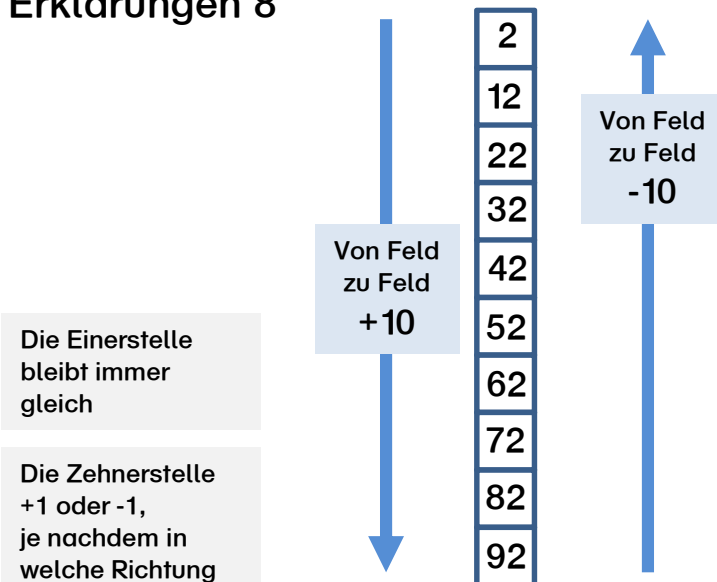 Erklärungen 8
2
12
22
32
42
52
62
72
82
92
Von Feld
zu Feld
+10
Von Feld
zu Feld
-10
Die Einerstelle
bleibt immer
gleich
Die Zehnerstelle
+1 oder -1,
je nachdem in
welche Richtung